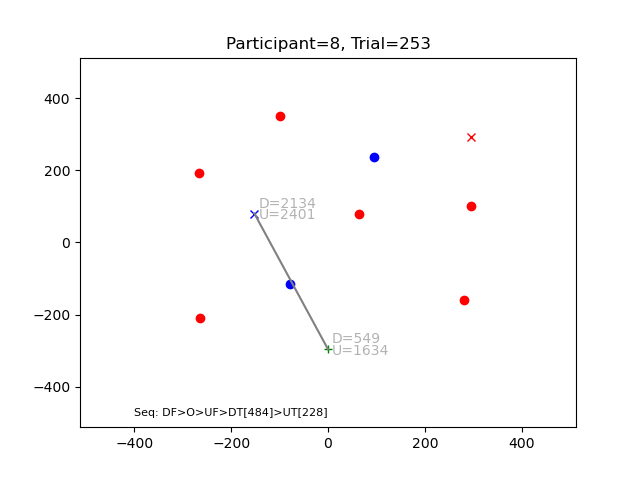 Participant=8, Trial=253
400
200
0
−200
−400
D=2134
U=2401
D=549
U=1634
Seq: DF>O>UF>DT[484]>UT[228]
−400
−200
0
200
400